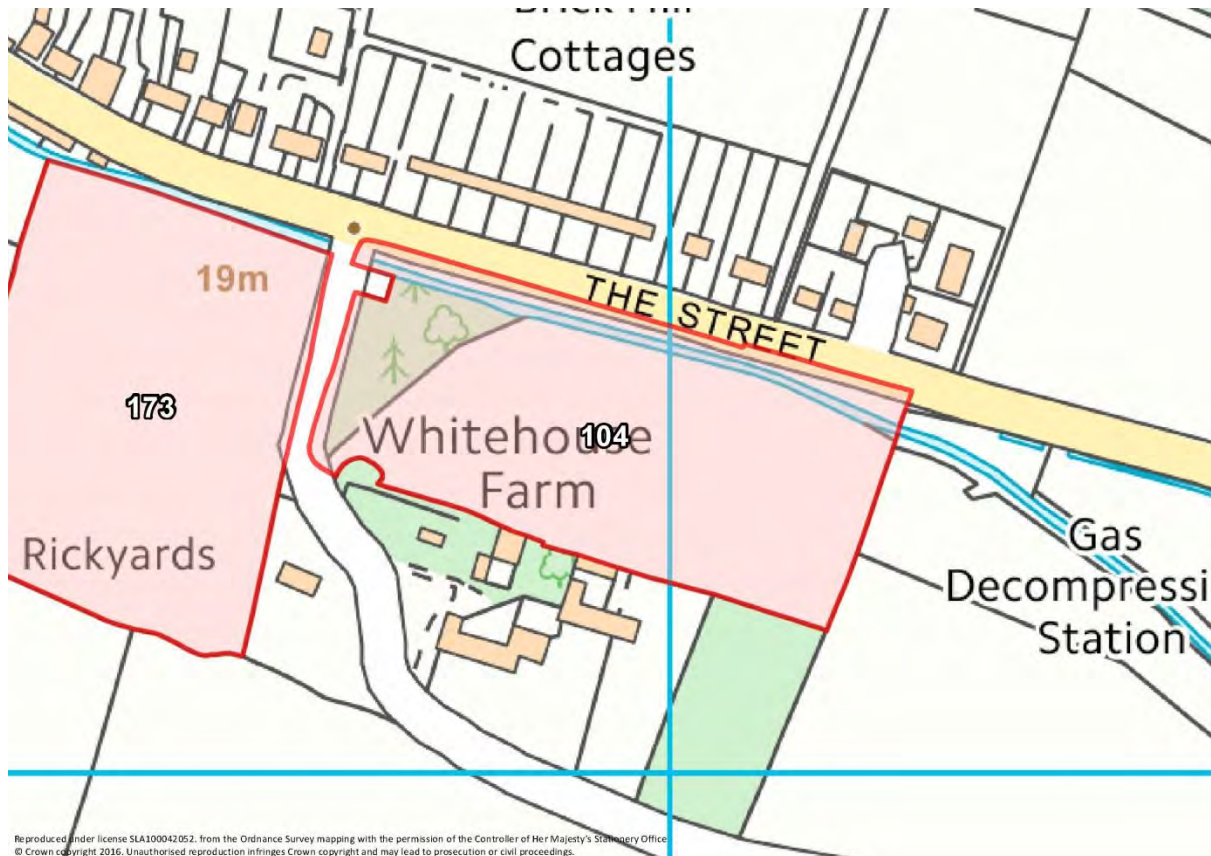 Brick Mill
Cottages
19m
THE STREET
173
Whitehouse
104
Farm
Rickyards
Gas
Decompressi
Station
Reproduced under license SLA100042052. from the Ordnance Survey mapping with the permission of the Controller of Her Majesty's Stationery Office
© Crown copyright 2016. Unauthorised reproduction infringes Crown copyright and may lead to prosecution or civil proceedings.